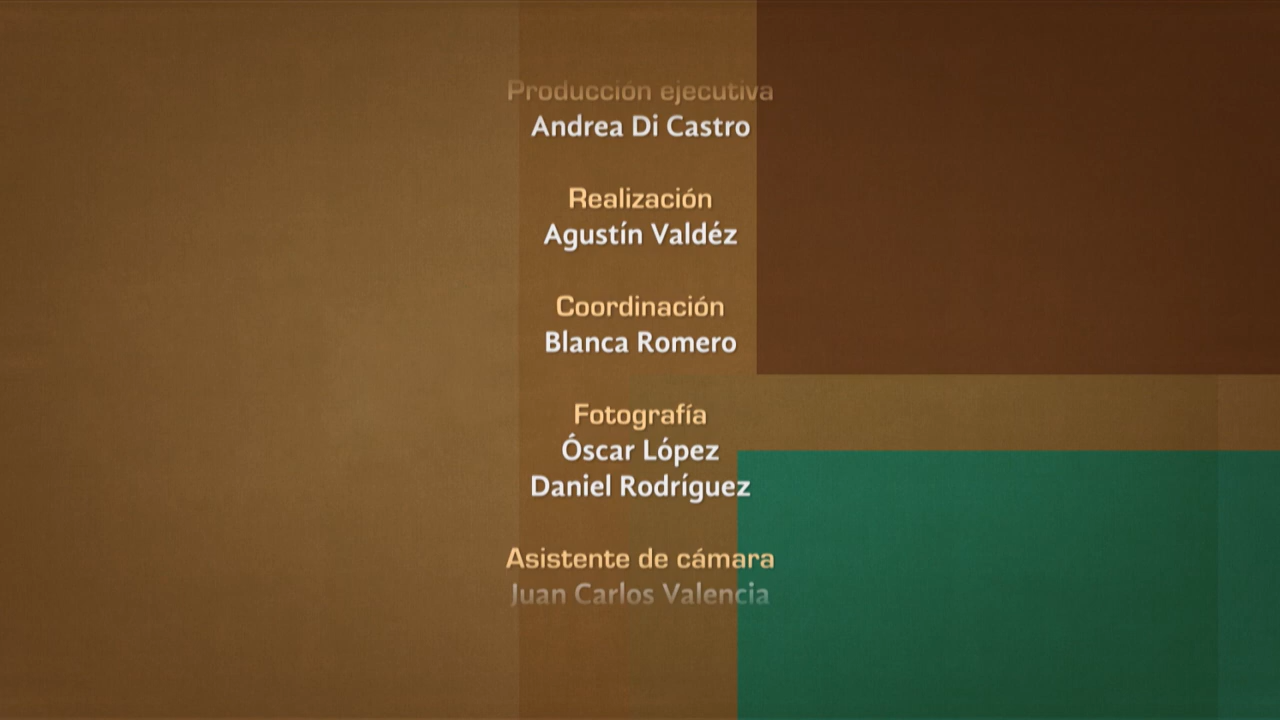 Producción ejecutiva
Andrea Di Castro
Realización
Agustín Valdéz
Coordinación
Blanca Romero
Fotografía
Óscar López
Daniel Rodríguez
Asistente de cámara
Juan Carlos Valencia